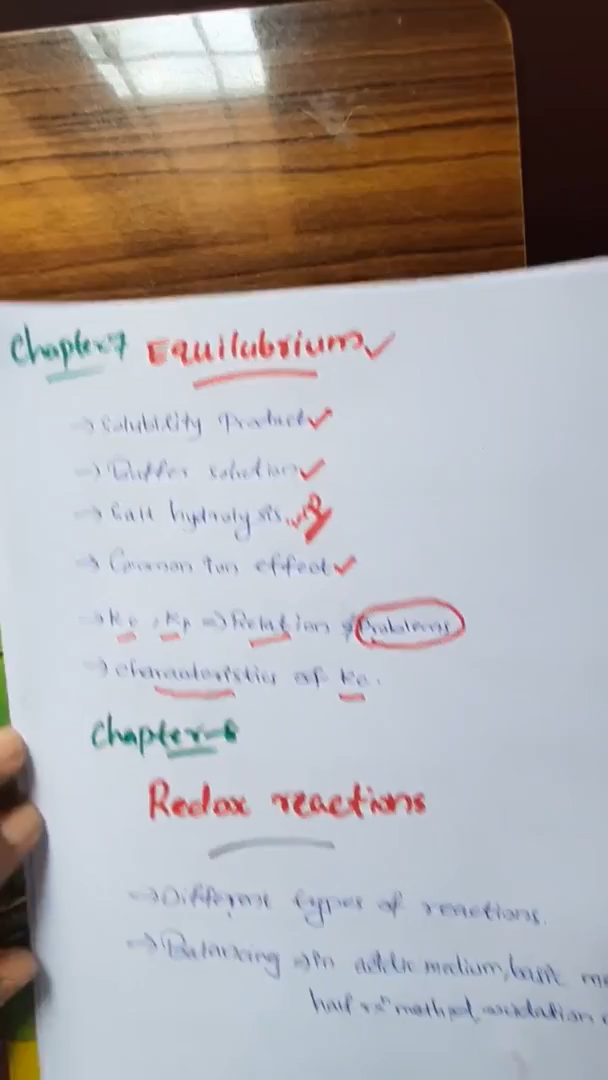 Chapter-7 Equilubrium
→ Solubility Product
→ Buffer solution
→ Salt hydrolysis
→ Common Ion effect
→ Kc, Kp → Relation & Problems
→ Characteristics of Kc.
Chapter-8
Redox reactions
→ Different types of reactions.
→ Balancing → in acidic medium, basic
half rxn method, oxidation